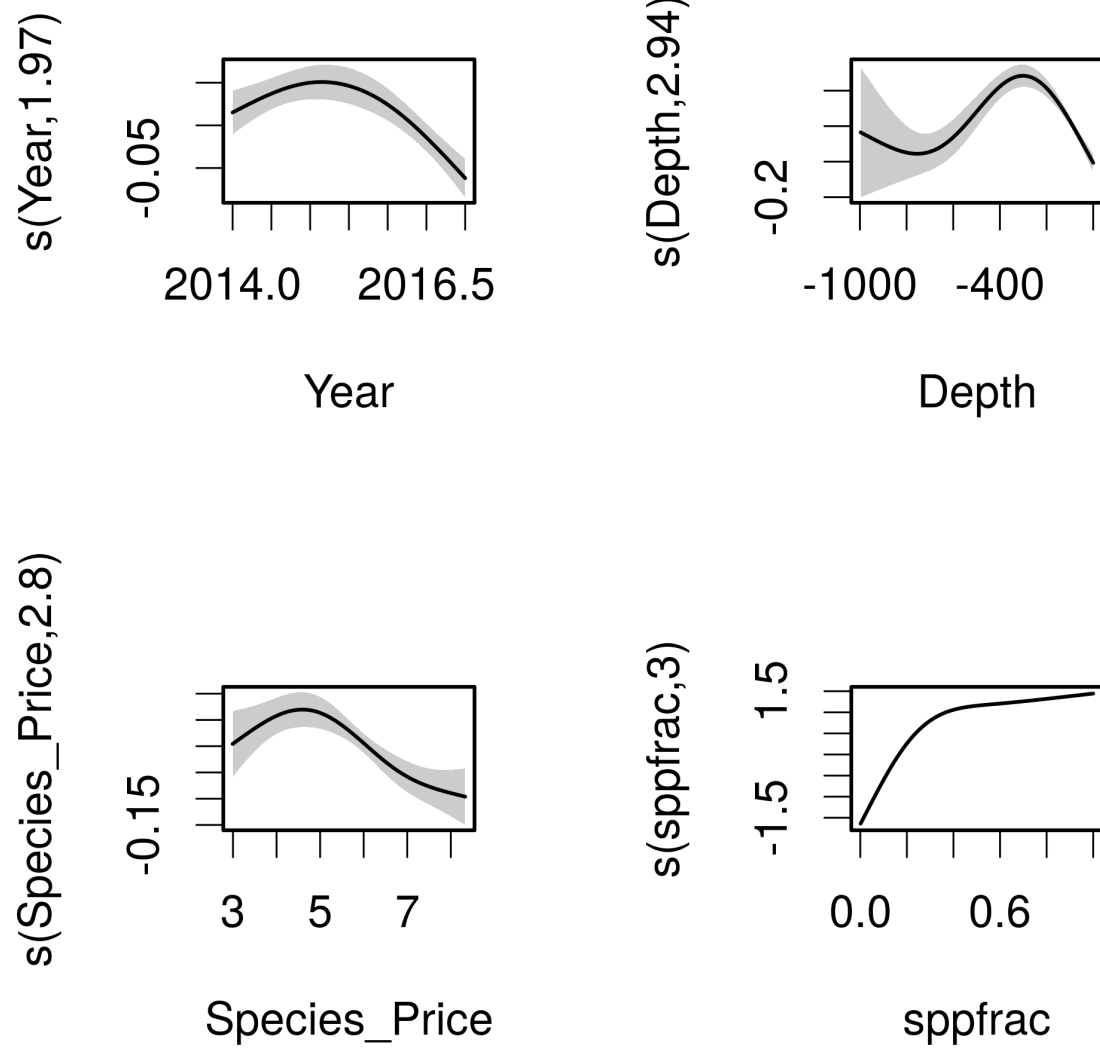 s(Year,1.97)
-0.05
2014.0 2016.5
Year
s(Depth,2.94)
-0.2
-1000 -400
Depth
s(Species_Price,2.8)
-0.15
3 5 7
Species_Price
s(sppfrac,3)
-1.5 1.5
0.0 0.6
sppfrac